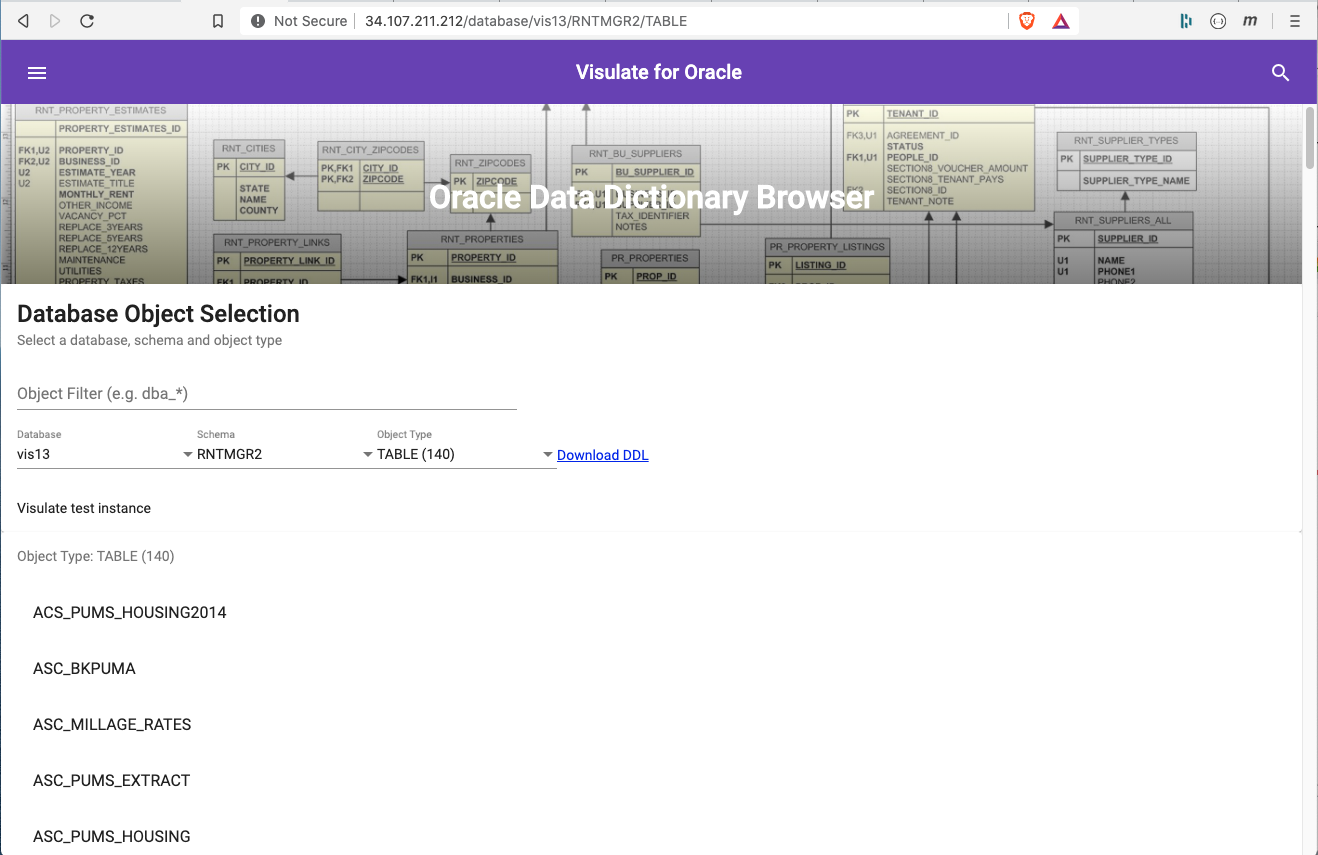 Not Secure 34.107.211.212/database/vis13/RNTMGR2/TABLE
Visulate for Oracle
RNT_PROPERTY_ESTIMATES
PROPERTY_ESTIMATES_ID
FK1,U2 PROPERTY_ID
FK2,U2 BUSINESS_ID
U2 ESTIMATE_YEAR
U2 ESTIMATE_TITLE
MONTHLY_RENT
OTHER_INCOME
VACANCY_PCT
REPLACE_3YEARS
REPLACE_5YEARS
REPLACE_12YEARS
MAINTENANCE
UTILITIES
PROPERTY_TAXES
RNT_CITIES
PK CITY_ID
STATE
NAME
COUNTY
RNT_CITY_ZIPCODES
PK,FK1 CITY_ID
PK,FK2 ZIPCODE
RNT_ZIPCODES
PK ZIPCODE
RNT_BU_SUPPLIERS
PK BU_SUPPLIER_ID
TAX_IDENTIFIER
NOTES
PK TENANT_ID
FK3,U1 AGREEMENT_ID
STATUS
FK1,U1 PEOPLE_ID
SECTION8_VOUCHER_AMOUNT
SECTION8_TENANT_PAYS
FK2 SECTION8_ID
TENANT_NOTE
RNT_SUPPLIER_TYPES
PK SUPPLIER_TYPE_ID
SUPPLIER_TYPE_NAME
Oracle Data Dictionary Browser
RNT_PROPERTY_LINKS
PK PROPERTY_LINK_ID
FK1 PROPERTY_ID
RNT_PROPERTIES
PK PROPERTY_ID
FK1,I1 BUSINESS_ID
PR_PROPERTIES
PK PROP_ID
PR_PROPERTY_LISTINGS
PK LISTING_ID
RNT_SUPPLIERS_ALL
PK SUPPLIER_ID
U1 NAME
U1 PHONE1
PHONE2
Database Object Selection
Select a database, schema and object type
Object Filter (e.g. dba_*)
Database Schema Object Type
vis13 RNTMGR2 TABLE (140) Download DDL
Visulate test instance
Object Type: TABLE (140)
ACS_PUMS_HOUSING2014
ASC_BKPUMA
ASC_MILLAGE_RATES
ASC_PUMS_EXTRACT
ASC_PUMS_HOUSING